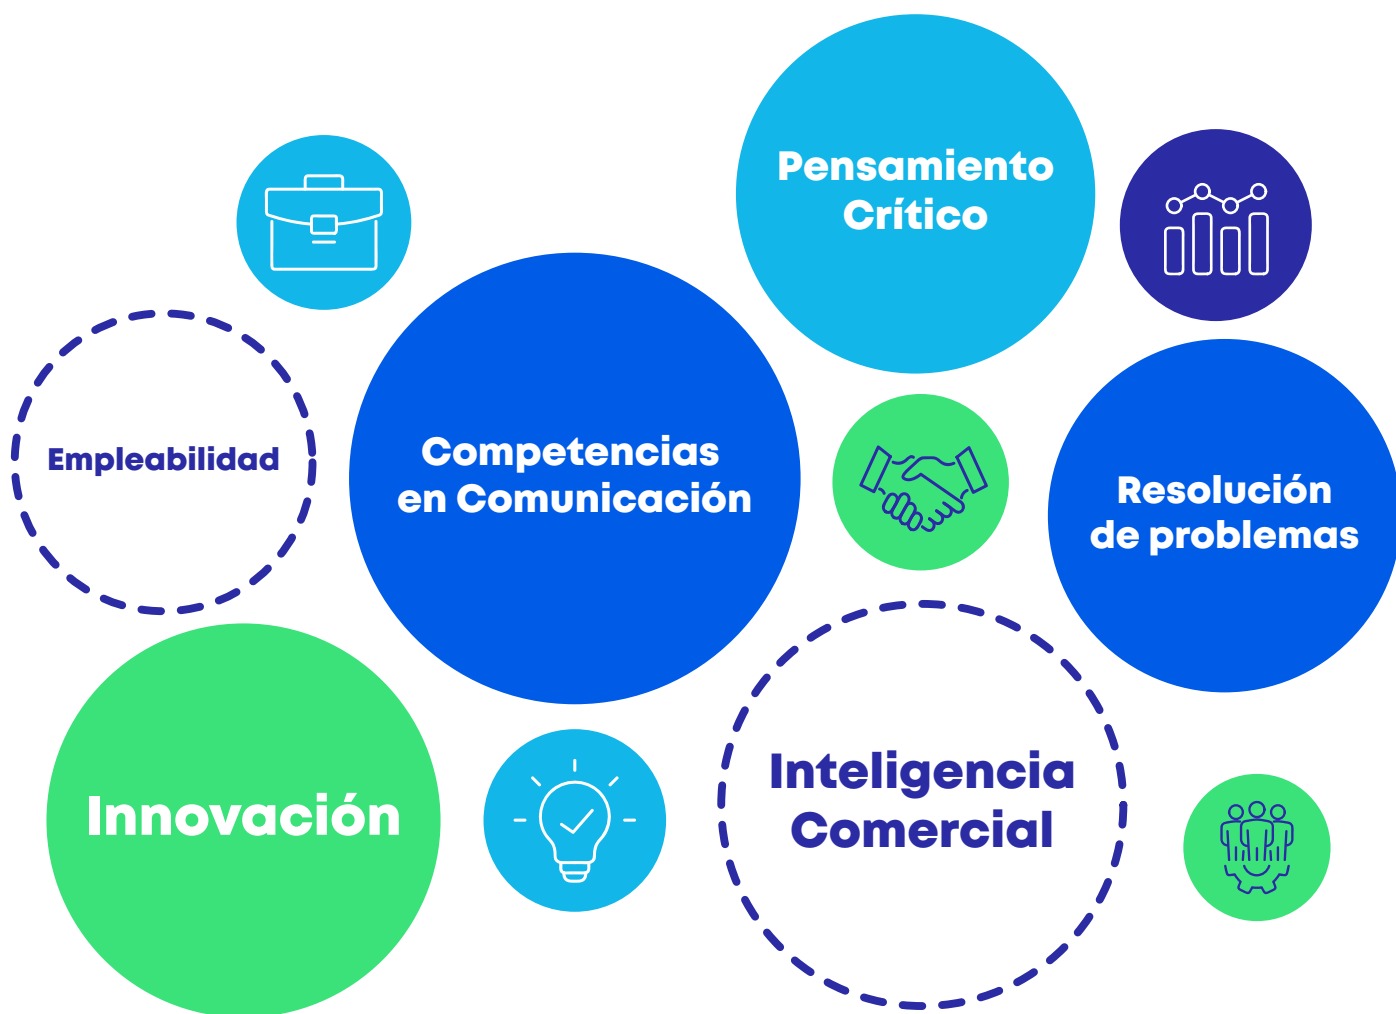 Pensamiento
Crítico
Empleabilidad
Competencias
en Comunicación
Resolución
de problemas
Innovación
Inteligencia
Comercial